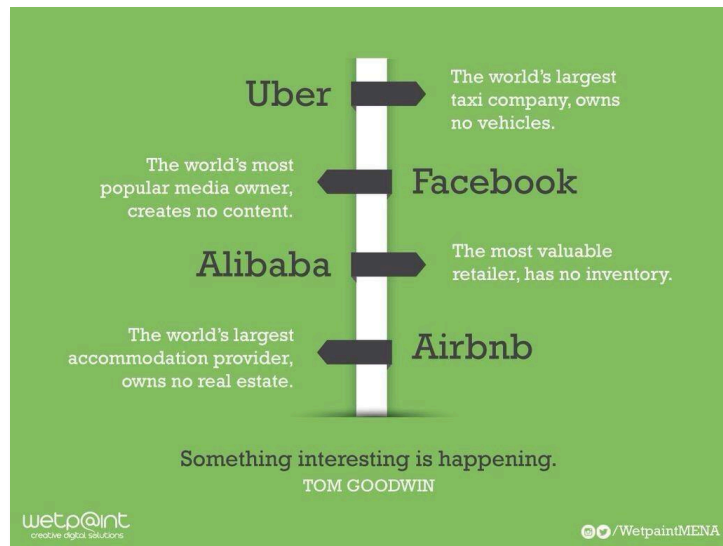 Uber
The world's largest
taxi company, owns
no vehicles.
The world's most
popular media owner,
creates no content.
Facebook
Alibaba
The most valuable
retailer, has no inventory.
The world's largest
accommodation provider,
owns no real estate.
Airbnb
Something interesting is happening.
TOM GOODWIN
wetp@int
creative digital solutions
/WetpaintMENA